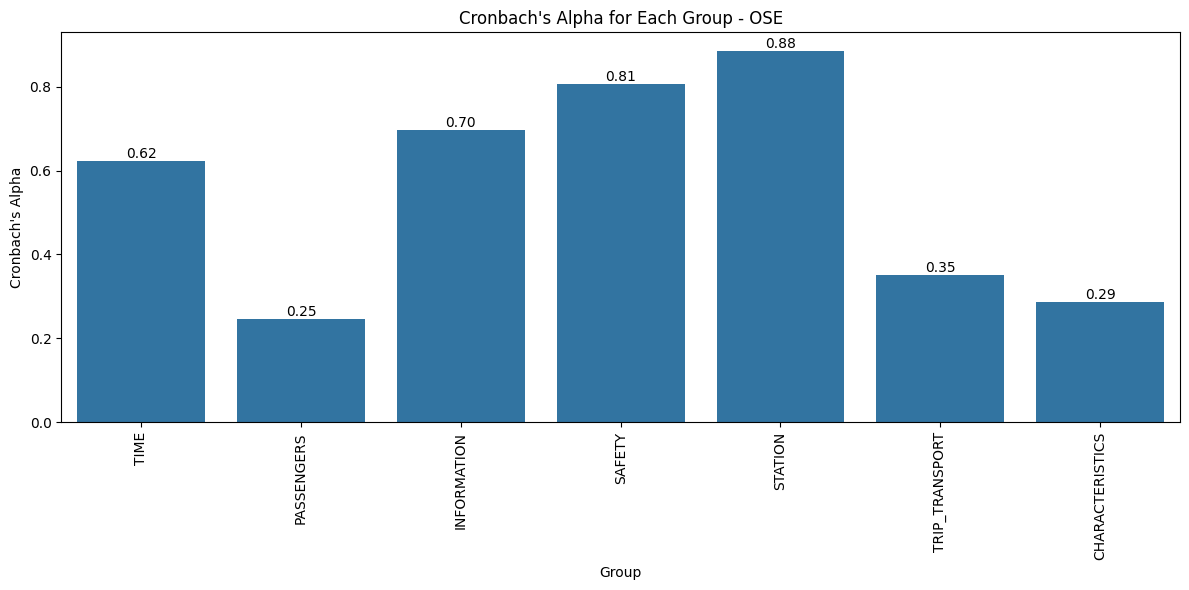 Cronbach's Alpha for Each Group - OSE
Cronbach's Alpha
0.8
0.6
0.4
0.2
0.0
0.62
0.25
0.70
0.81
0.88
0.35
0.29
TIME
PASSENGERS
INFORMATION
SAFETY
STATION
TRIP_TRANSPORT
CHARACTERISTICS
Group